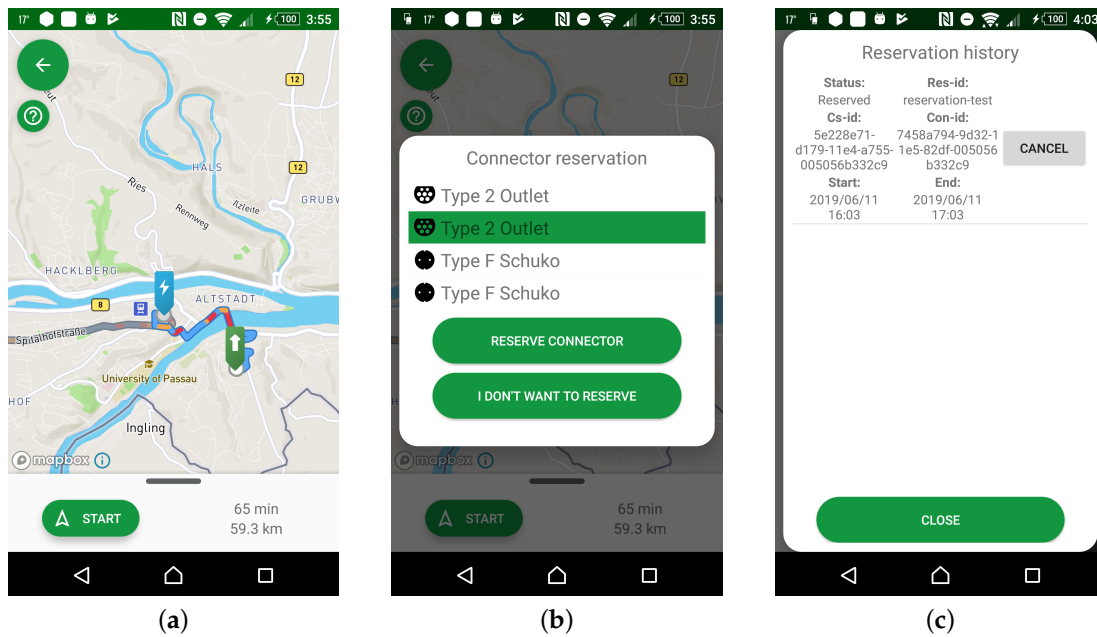 17° 100 3:55
12
HALS
12
Ries
Rennweg
Ilzleite
GRUBW
HACKLBERG
8
ALTSTADT
Spitalhofstraße
University of Passau
HOF
Ingling
mapbox
START
65 min
59.3 km
(a)
17° 100 3:55
12
Connector reservation
Type 2 Outlet
Type 2 Outlet
Type F Schuko
Type F Schuko
RESERVE CONNECTOR
I DON'T WANT TO RESERVE
mapbox
START
65 min
59.3 km
(b)
17° 100 4:03
Reservation history
Status: Res-id:
Reserved reservation-test
Cs-id: Con-id:
5e228e71- 7458a794-9d32-1
d179-11e4-a755- 1e5-82df-005056
005056b332c9 b332c9
CANCEL
Start: End:
2019/06/11 2019/06/11
16:03 17:03
CLOSE
(c)